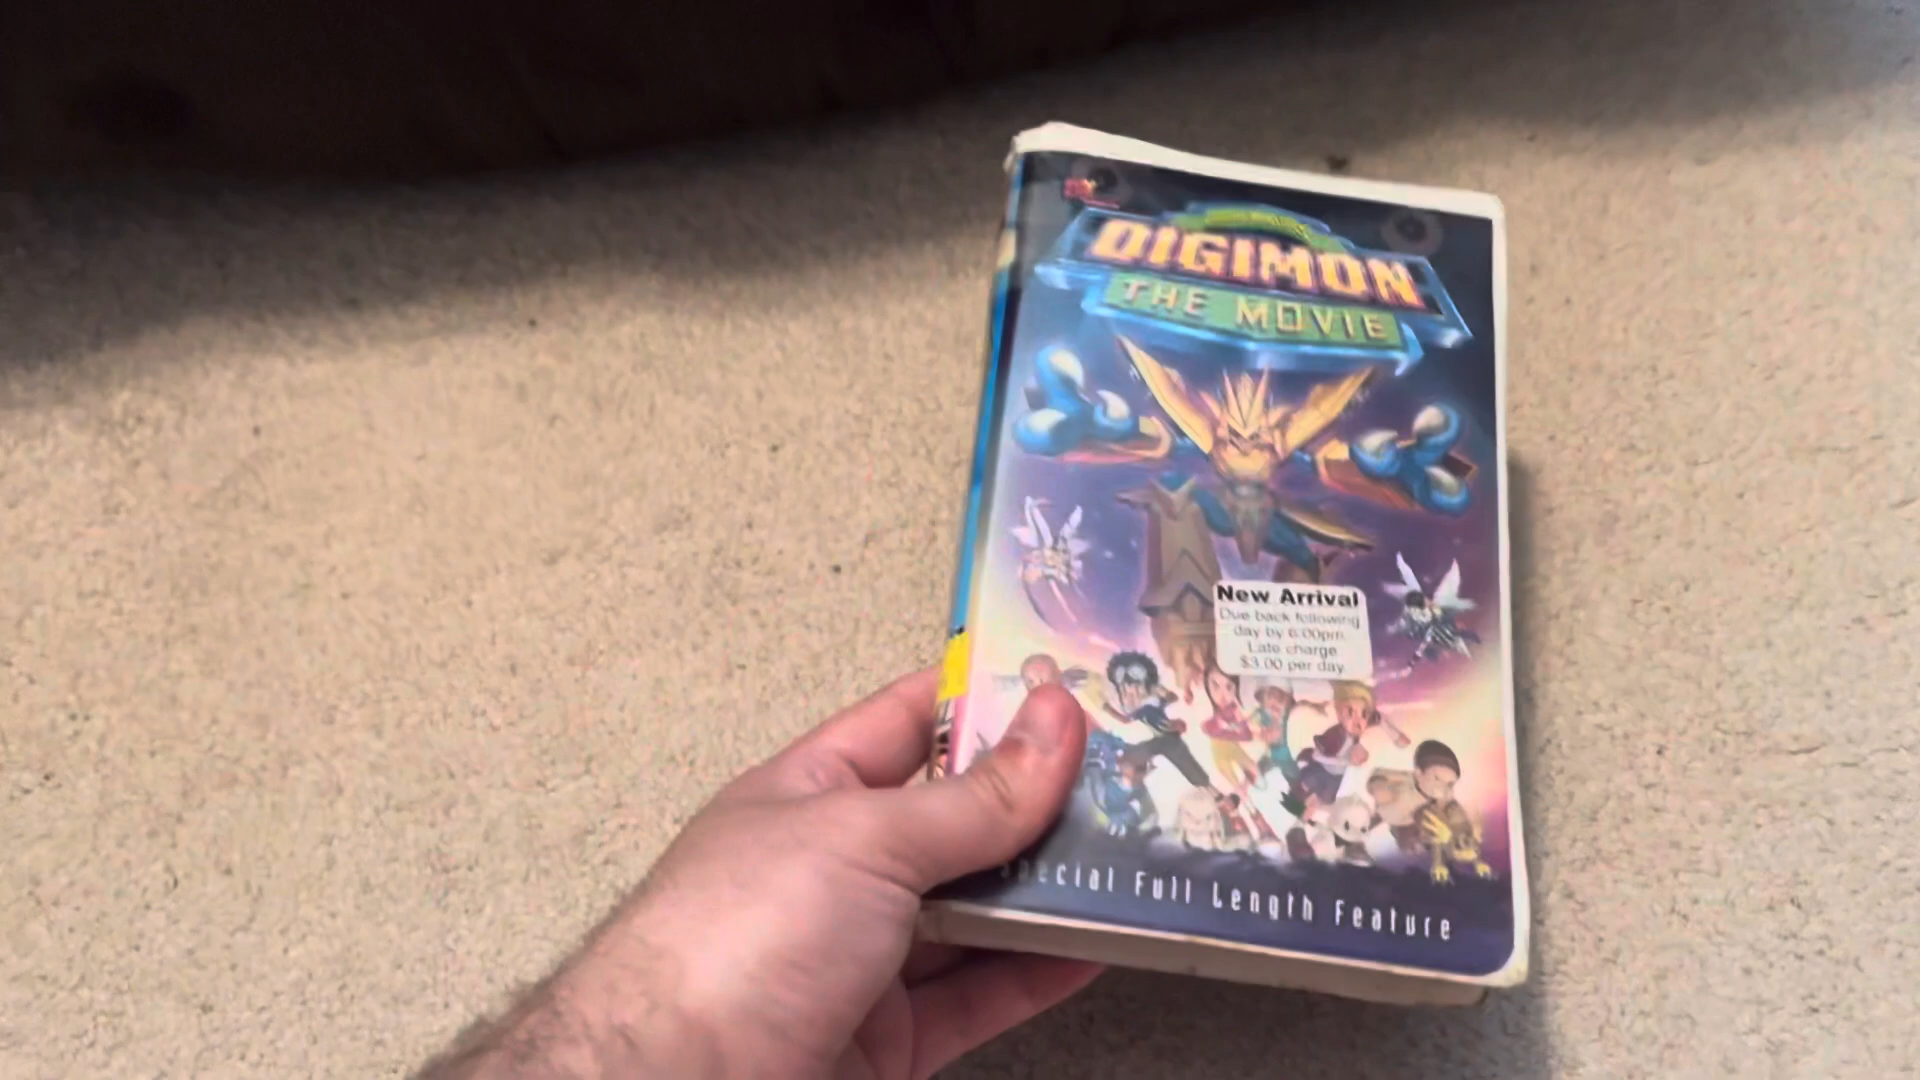 DIGIMON
THE MOVIE
New Arrival
Due back following
day by 6:00pm
Late charge
$3.00 per day
Special Full Length Feature